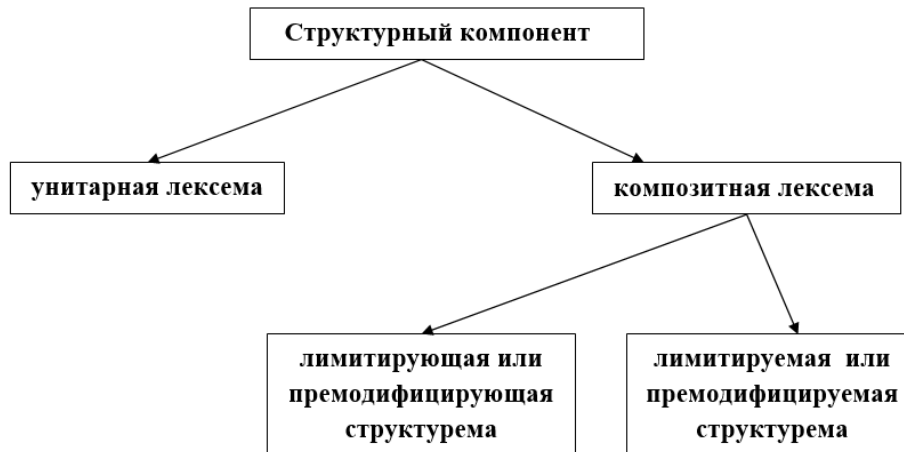 Структурный компонент
унитарная лексема
композитная лексема
лимитирующая или
премодифицирующая
структурема
лимитируемая или
премодифицируемая
структурема